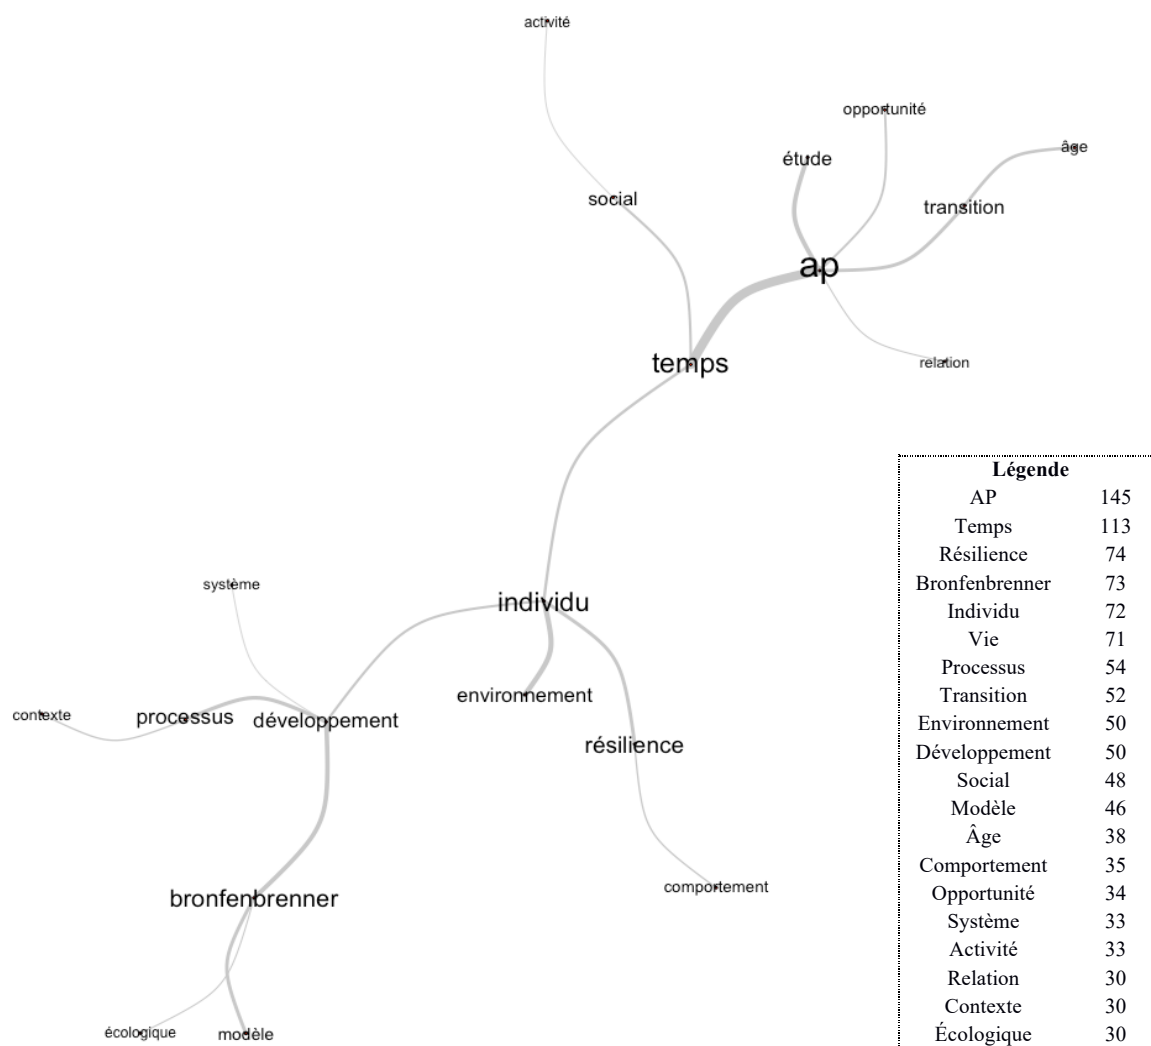 activité
opportunité
âge
étude
social
transition
ap
temps
relation
Légende
AP 145
Temps 113
Résilience 74
Bronfenbrenner 73
Individu 72
Vie 71
Processus 54
Transition 52
Environnement 50
Développement 50
Social 48
Modèle 46
Âge 38
Comportement 35
Opportunité 34
Système 33
Activité 33
Relation 30
Contexte 30
Écologique 30
système
individu
environnement
contexte
processus
développement
résilience
comportement
bronfenbrenner
écologique
modèle